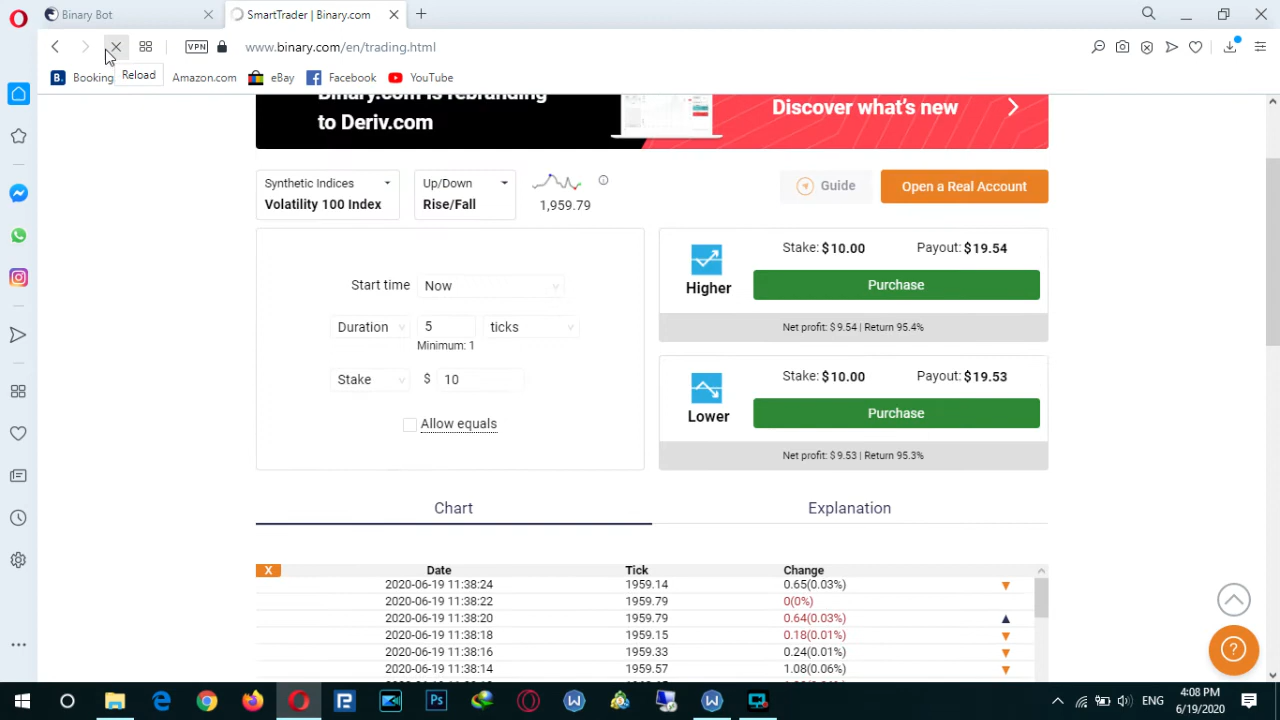 Binary Bot
SmartTrader | Binary.com
VPN
www.binary.com/en/trading.html
B. Booking
Reload
Amazon.com
eBay
Facebook
YouTube
Binary.com is rebranding
to Deriv.com
Discover what's new
Synthetic Indices
Volatility 100 Index
Up/Down
Rise/Fall
1,959.79
Guide
Open a Real Account
Start time Now
Duration 5 ticks
Minimum: 1
Stake $ 10
Allow equals
Higher
Stake: $10.00 Payout: $19.54
Purchase
Net profit: $ 9.54 | Return 95.4%
Lower
Stake: $10.00 Payout: $19.53
Purchase
Net profit: $ 9.53 | Return 95.3%
Chart Explanation
X Date Tick Change
2020-06-19 11:38:24 1959.14 0.65(0.03%)
2020-06-19 11:38:22 1959.79 0(0%)
2020-06-19 11:38:20 1959.79 0.64(0.03%)
2020-06-19 11:38:18 1959.15 0.18(0.01%)
2020-06-19 11:38:16 1959.33 0.24(0.01%)
2020-06-19 11:38:14 1959.57 1.08(0.06%)
ENG
4:08 PM
6/19/2020